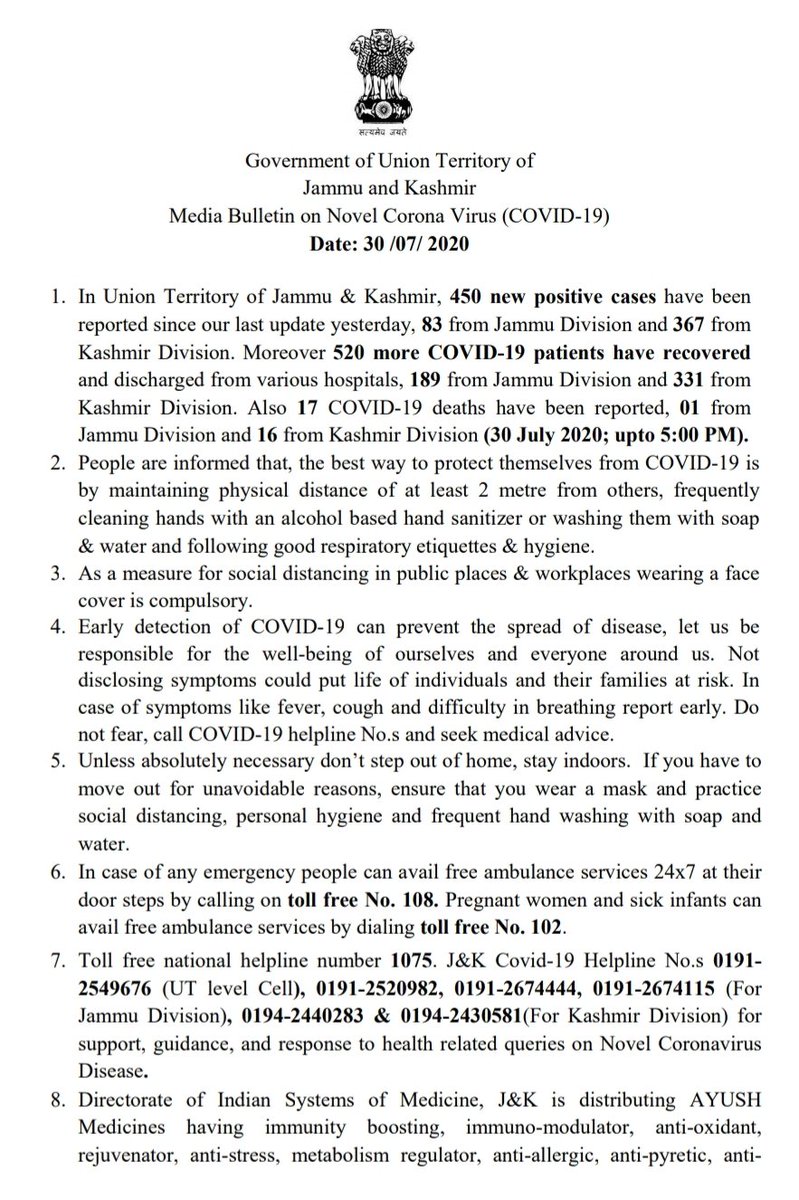 सत्यमेव जयते
Government of Union Territory of
Jammu and Kashmir
Media Bulletin on Novel Corona Virus (COVID-19)
Date: 30 /07/ 2020
1. In Union Territory of Jammu & Kashmir, 450 new positive cases have been
reported since our last update yesterday, 83 from Jammu Division and 367 from
Kashmir Division. Moreover 520 more COVID-19 patients have recovered
and discharged from various hospitals, 189 from Jammu Division and 331 from
Kashmir Division. Also 17 COVID-19 deaths have been reported, 01 from
Jammu Division and 16 from Kashmir Division (30 July 2020; upto 5:00 PM).
2. People are informed that, the best way to protect themselves from COVID-19 is
by maintaining physical distance of at least 2 metre from others, frequently
cleaning hands with an alcohol based hand sanitizer or washing them with soap
& water and following good respiratory etiquettes & hygiene.
3. As a measure for social distancing in public places & workplaces wearing a face
cover is compulsory.
4. Early detection of COVID-19 can prevent the spread of disease, let us be
responsible for the well-being of ourselves and everyone around us. Not
disclosing symptoms could put life of individuals and their families at risk. In
case of symptoms like fever, cough and difficulty in breathing report early. Do
not fear, call COVID-19 helpline No.s and seek medical advice.
5. Unless absolutely necessary don’t step out of home, stay indoors. If you have to
move out for unavoidable reasons, ensure that you wear a mask and practice
social distancing, personal hygiene and frequent hand washing with soap and
water.
6. In case of any emergency people can avail free ambulance services 24x7 at their
door steps by calling on toll free No. 108. Pregnant women and sick infants can
avail free ambulance services by dialing toll free No. 102.
7. Toll free national helpline number 1075. J&K Covid-19 Helpline No.s 0191-
2549676 (UT level Cell), 0191-2520982, 0191-2674444, 0191-2674115 (For
Jammu Division), 0194-2440283 & 0194-2430581(For Kashmir Division) for
support, guidance, and response to health related queries on Novel Coronavirus
Disease.
8. Directorate of Indian Systems of Medicine, J&K is distributing AYUSH
Medicines having immunity boosting, immuno-modulator, anti-oxidant,
rejuvenator, anti-stress, metabolism regulator, anti-allergic, anti-pyretic, anti-